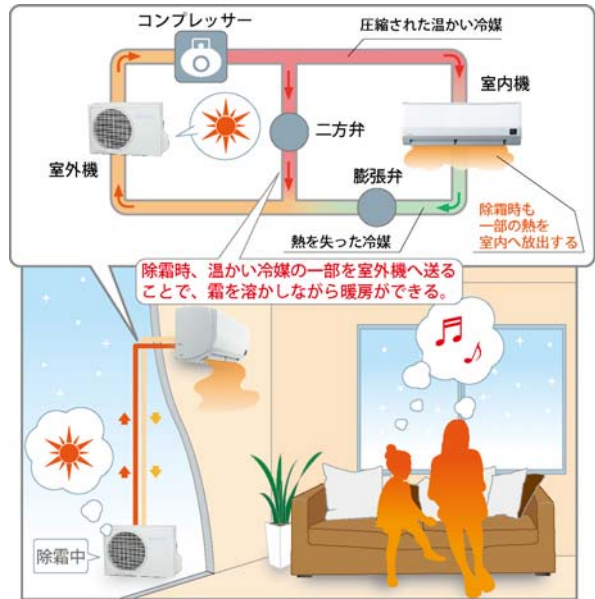 コンプレッサー
圧縮された温かい冷媒
室内機
二方弁
室外機
膨張弁
除霜時も
一部の熱を
室内へ放出する
熱を失った冷媒
除霜時、温かい冷媒の一部を室外機へ送る
ことで、霜を溶かしながら暖房ができる。
除霜中